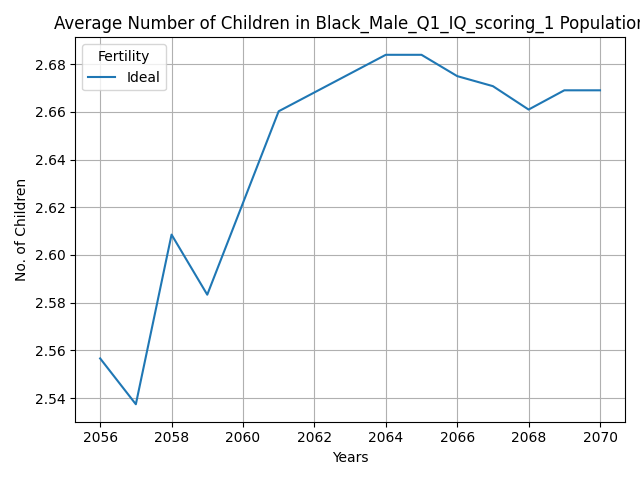 Average Number of Children in Black_Male_Q1_IQ_scoring_1 Population
Fertility
Ideal
No. of Children
2.68
2.66
2.64
2.62
2.60
2.58
2.56
2.54
2056 2058 2060 2062 2064 2066 2068 2070
Years